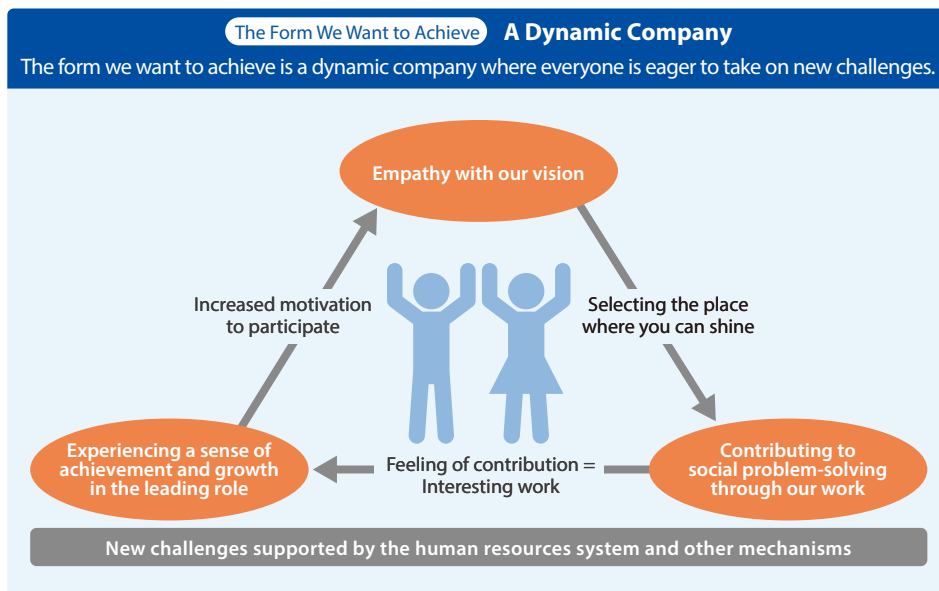 The Form We Want to Achieve A Dynamic Company
The form we want to achieve is a dynamic company where everyone is eager to take on new challenges.
Empathy with our vision
Increased motivation
to participate
Selecting the place
where you can shine
Experiencing a sense of
achievement and growth
in the leading role
Feeling of contribution =
Interesting work
Contributing to
social problem-solving
through our work
New challenges supported by the human resources system and other mechanisms